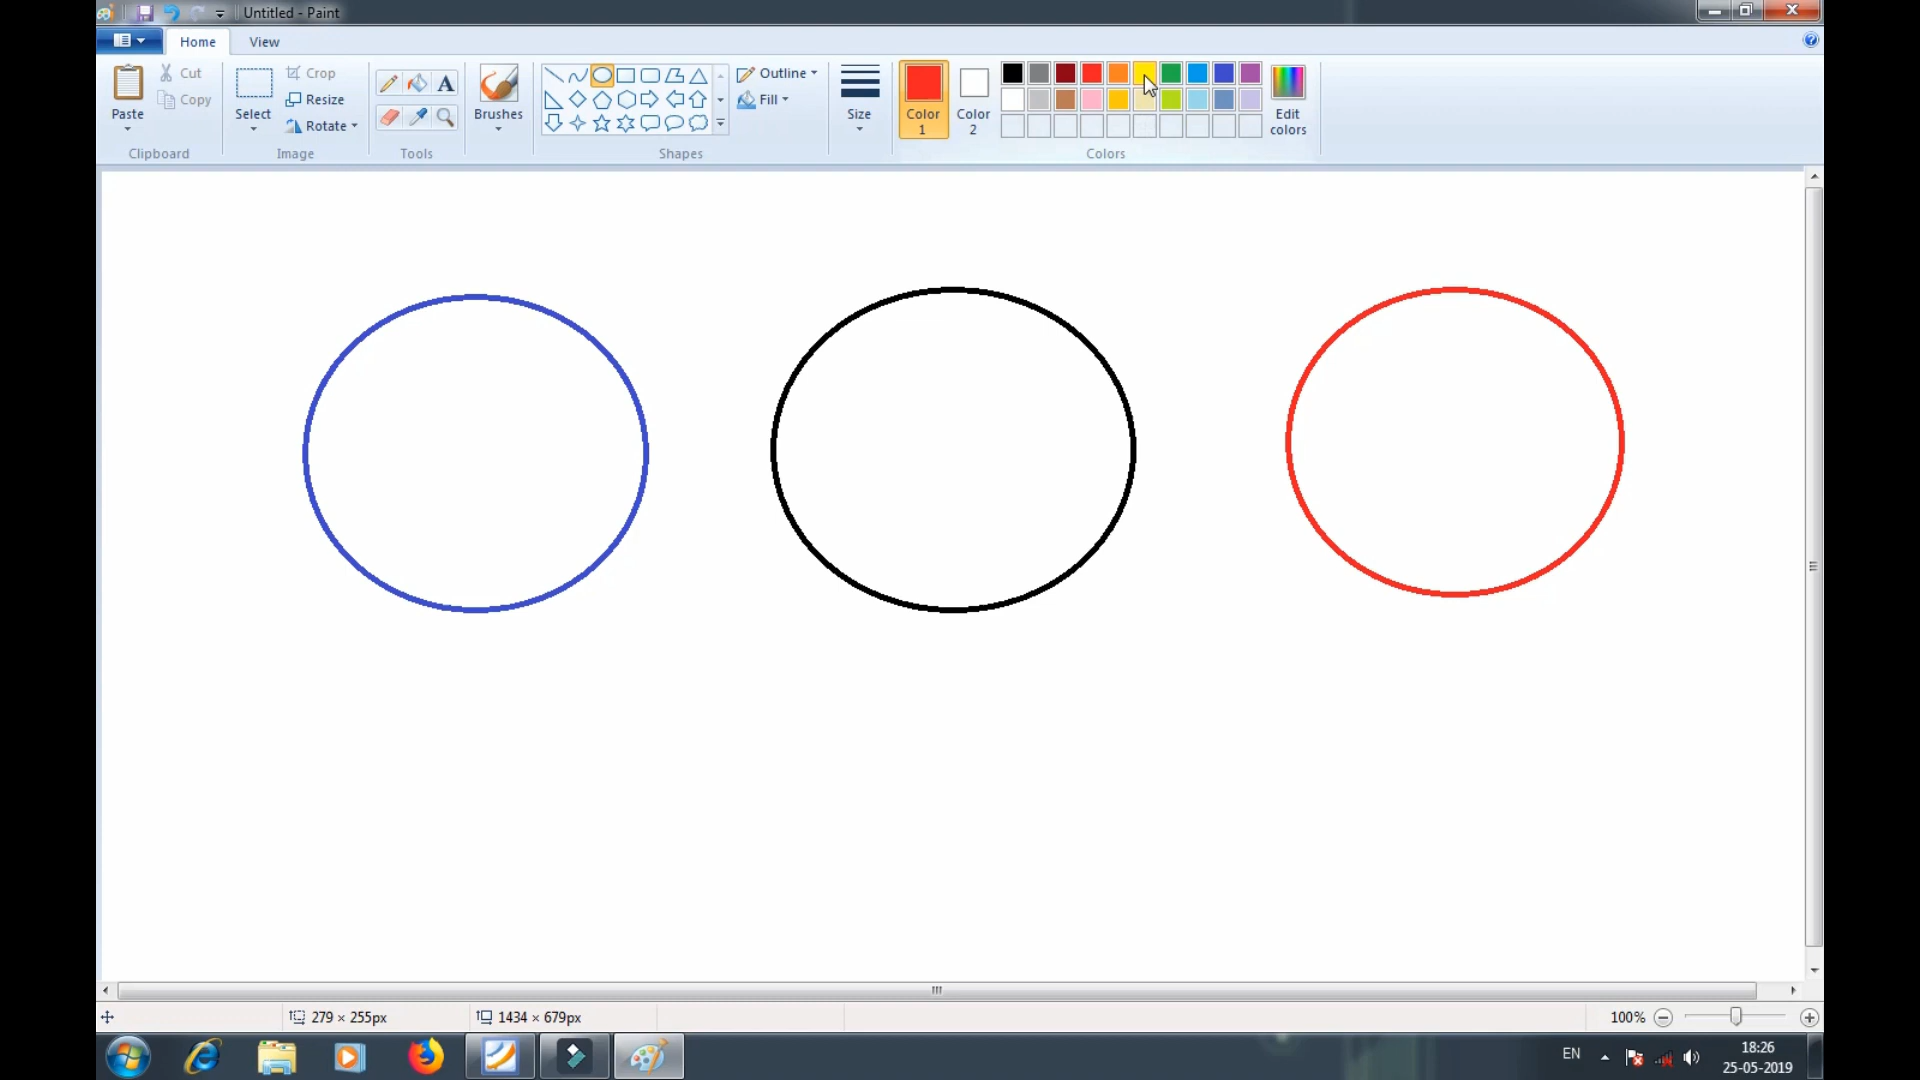 Untitled - Paint
Home View
Paste
Cut
Copy
Clipboard
Select
Crop
Resize
Rotate
Image
A
Tools
Brushes
Shapes
Outline
Fill
Size
Color 1
Color 2
Edit colors
Colors
279 × 255px
1434 × 679px
100%
EN
18:26
25-05-2019